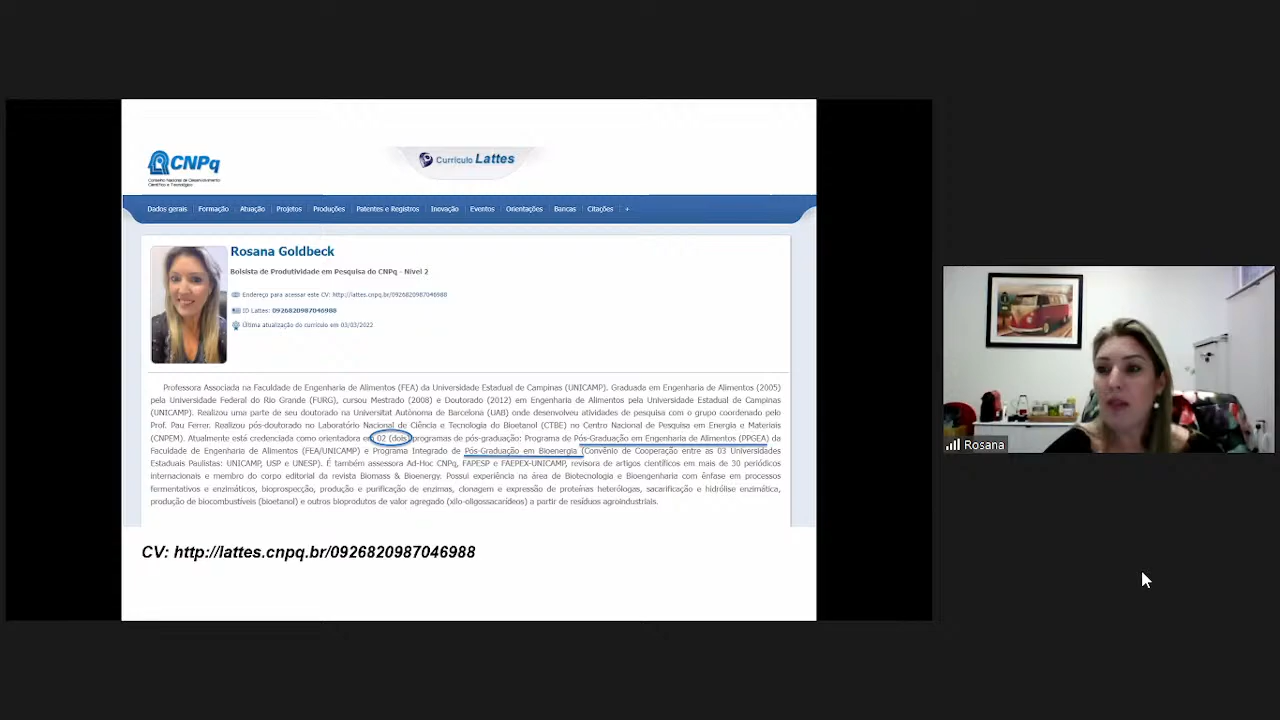 CNPq
Conselho Nacional de Desenvolvimento
Científico e Tecnológico
Currículo Lattes
Dados gerais Formação Atuação Projetos Produções Patentes e Registros Inovação Eventos Orientações Bancas Citações +
Rosana Goldbeck
Bolsista de Produtividade em Pesquisa do CNPq - Nível 2
Endereço para acessar este CV: http://lattes.cnpq.br/0926820987046988
ID Lattes: 0926820987046988
Última atualização do currículo em 03/03/2022
Professora Associada na Faculdade de Engenharia de Alimentos (FEA) da Universidade Estadual de Campinas (UNICAMP). Graduada em Engenharia de Alimentos (2005)
pela Universidade Federal do Rio Grande (FURG), cursou Mestrado (2008) e Doutorado (2012) em Engenharia de Alimentos pela Universidade Estadual de Campinas
(UNICAMP). Realizou uma parte de seu doutorado na Universitat Autònoma de Barcelona (UAB) onde desenvolveu atividades de pesquisa com o grupo coordenado pelo
Prof. Pau Ferrer. Realizou pós-doutorado no Laboratório Nacional de Ciência e Tecnologia do Bioetanol (CTBE) no Centro Nacional de Pesquisa em Energia e Materiais
(CNPEM). Atualmente está credenciada como orientadora em 02 (dois) programas de pós-graduação: Programa de Pós-Graduação em Engenharia de Alimentos (PPGEA) da
Faculdade de Engenharia de Alimentos (FEA/UNICAMP) e Programa Integrado de Pós-Graduação em Bioenergia (Convênio de Cooperação entre as 03 Universidades
Estaduais Paulistas: UNICAMP, USP e UNESP). É também assessora Ad-Hoc CNPq, FAPESP e FAEPEX-UNICAMP, revisora de artigos científicos em mais de 30 periódicos
internacionais e membro do corpo editorial da revista Biomass & Bioenergy. Possui experiência na área de Biotecnologia e Bioengenharia com ênfase em processos
fermentativos e enzimáticos, bioprospecção, produção e purificação de enzimas, clonagem e expressão de proteínas heterólogas, sacarificação e hidrólise enzimática,
produção de biocombustíveis (bioetanol) e outros bioprodutos de valor agregado (xilo-oligossacarídeos) a partir de resíduos agroindustriais.
CV: http://lattes.cnpq.br/0926820987046988
Rosana